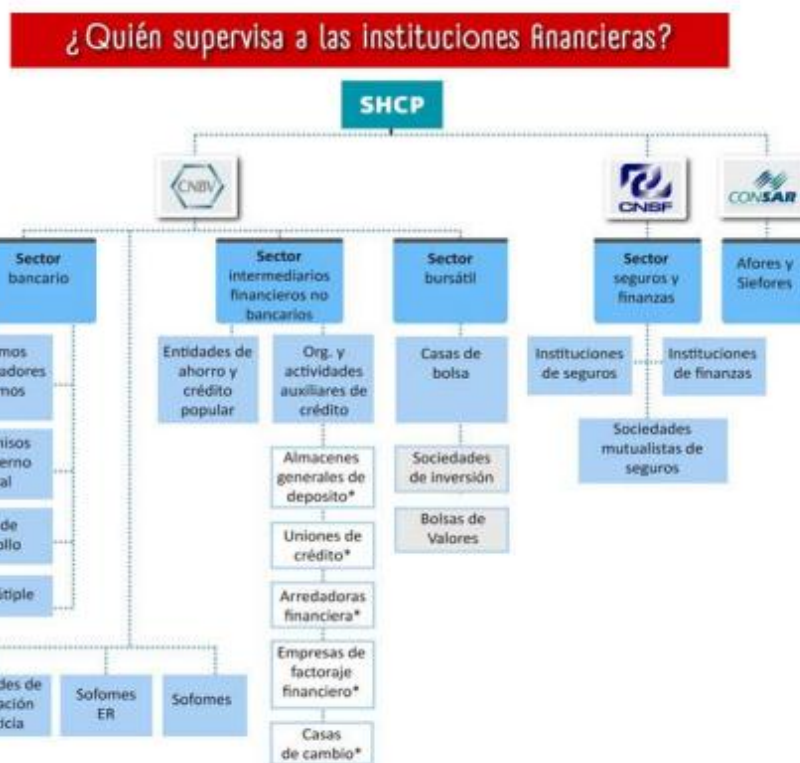 ¿Quién supervisa a las instituciones financieras?
SHCP
CNBV
CNSF
CONSAR
Sector
bancario
Sector
intermediarios
financieros no
bancarios
Sector
bursátil
Sector
seguros y
finanzas
Afores y
Siefores
Entidades de
ahorro y
crédito
popular
Org. y
actividades
auxiliares de
crédito
Casas de
bolsa
Instituciones
de seguros
Instituciones
de finanzas
Sociedades
mutualistas de
seguros
Almacenes
generales de
deposito*
Sociedades
de inversión
Bolsas de
Valores
Uniones de
crédito*
Arredadoras
financiera*
Empresas de
factoraje
financiero*
Casas
de cambio*
de
Sofomes
ER
Sofomes